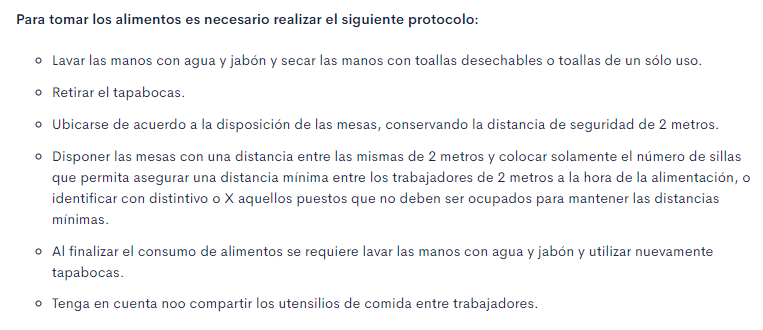 Para tomar los alimentos es necesario realizar el siguiente protocolo:
Lavar las manos con agua y jabón y secar las manos con toallas desechables o toallas de un sólo uso.
Retirar el tapabocas.
Ubicarse de acuerdo a la disposición de las mesas, conservando la distancia de seguridad de 2 metros.
Disponer las mesas con una distancia entre las mismas de 2 metros y colocar solamente el número de sillas
que permita asegurar una distancia mínima entre los trabajadores de 2 metros a la hora de la alimentación, o
identificar con distintivo o X aquellos puestos que no deben ser ocupados para mantener las distancias
mínimas.
Al finalizar el consumo de alimentos se requiere lavar las manos con agua y jabón y utilizar nuevamente
tapabocas.
Tenga en cuenta noo compartir los utensilios de comida entre trabajadores.